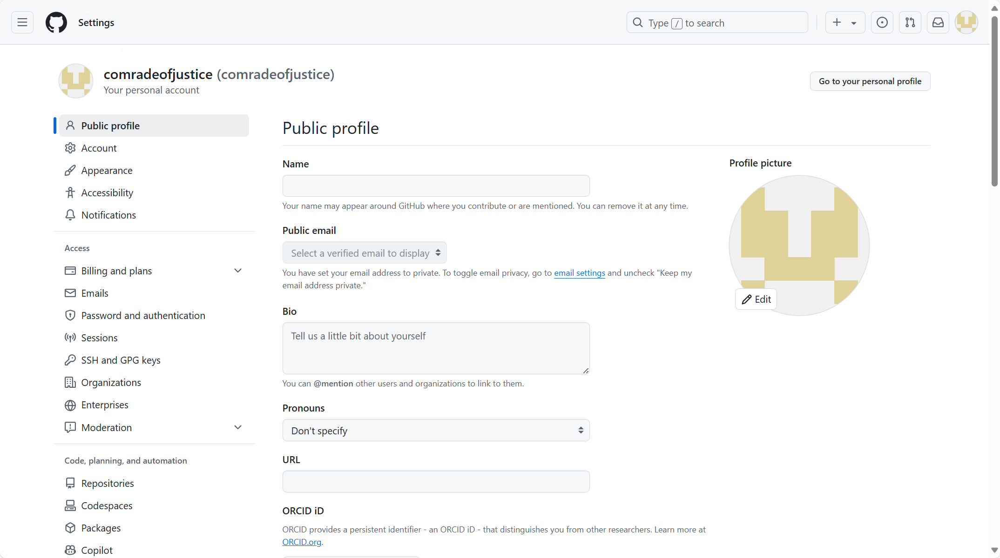 Settings
Type / to search
comradeofjustice (comradeofjustice)
Your personal account
Go to your personal profile
Public profile
Account
Appearance
Accessibility
Notifications
Access
Billing and plans
Emails
Password and authentication
Sessions
SSH and GPG keys
Organizations
Enterprises
Moderation
Code, planning, and automation
Repositories
Codespaces
Packages
Copilot
Public profile
Name
Your name may appear around GitHub where you contribute or are mentioned. You can remove it at any time.
Public email
Select a verified email to display
You have set your email address to private. To toggle email privacy, go to email settings and uncheck "Keep my
email address private."
Bio
Tell us a little bit about yourself
You can @mention other users and organizations to link to them.
Pronouns
Don't specify
URL
ORCID iD
ORCID provides a persistent identifier - an ORCID iD - that distinguishes you from other researchers. Learn more at
ORCID.org.
Profile picture
Edit